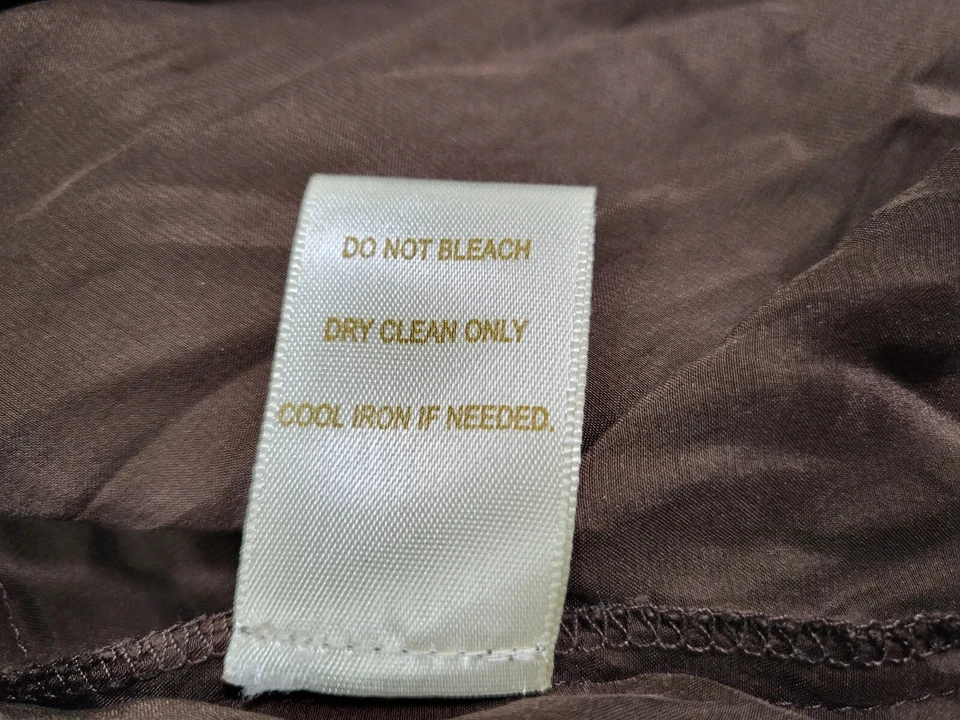 DO NOT BLEACH
DRY CLEAN ONLY
COOL IRON IF NEEDED.